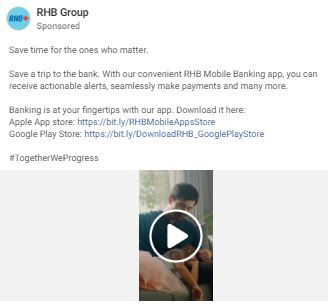 RHB
RHB Group
Sponsored
Save time for the ones who matter.
Save a trip to the bank. With our convenient RHB Mobile Banking app, you can
receive actionable alerts, seamlessly make payments and many more.
Banking is at your fingertips with our app. Download it here:
Apple App store: https://bit.ly/RHBMobileAppsStore
Google Play Store: https://bit.ly/DownloadRHB_GooglePlayStore
#TogetherWeProgress